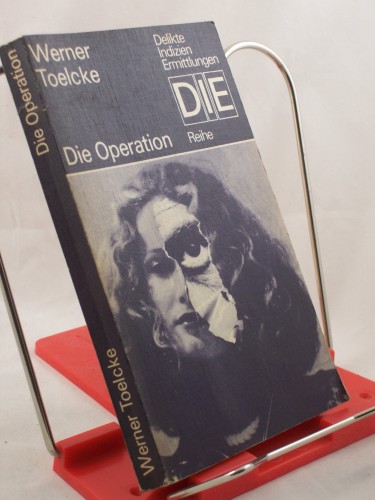 Werner
Toelcke
Delikte
Indizien
Ermittlungen
DIE
Reihe
Die Operation
Die Operation
Werner Toelcke